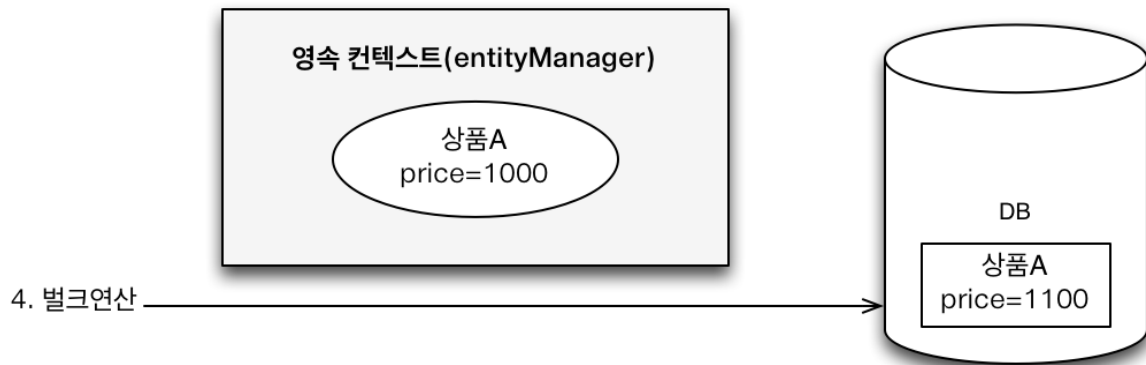 영속 컨텍스트(entityManager)
상품A
price=1000
DB
상품A
price=1100
4. 벌크연산